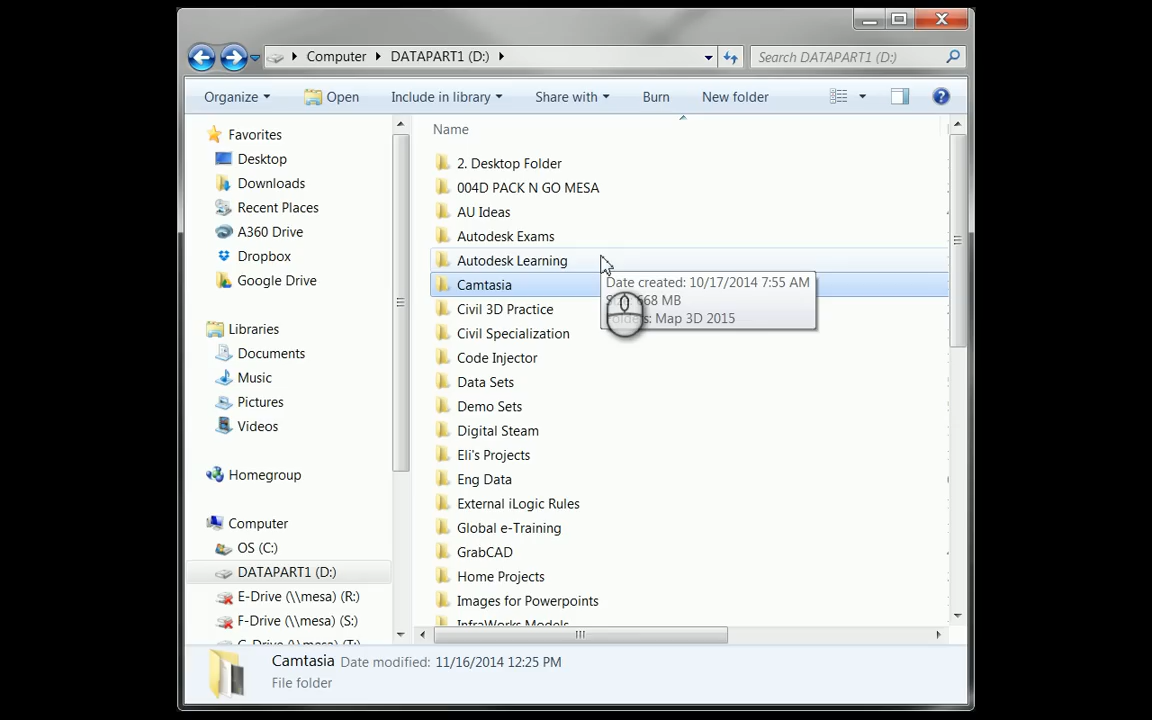 Computer DATAPART1 (D:)
Search DATAPART1 (D:)
Organize Open Include in library Share with Burn New folder
Favorites
Desktop
Downloads
Recent Places
A360 Drive
Dropbox
Google Drive
Libraries
Documents
Music
Pictures
Videos
Homegroup
Computer
OS (C:)
DATAPART1 (D:)
E-Drive (\\mesa) (R:)
F-Drive (\\mesa) (S:)
G-Drive (\\mesa) (T:)
Name
2. Desktop Folder
004D PACK N GO MESA
AU Ideas
Autodesk Exams
Autodesk Learning
Camtasia
Civil 3D Practice
Civil Specialization
Code Injector
Data Sets
Demo Sets
Digital Steam
Eli's Projects
Eng Data
External iLogic Rules
Global e-Training
GrabCAD
Home Projects
Images for Powerpoints
InfraWorks Models
Date created: 10/17/2014 7:55 AM
668 MB
Map 3D 2015
Camtasia Date modified: 11/16/2014 12:25 PM
File folder